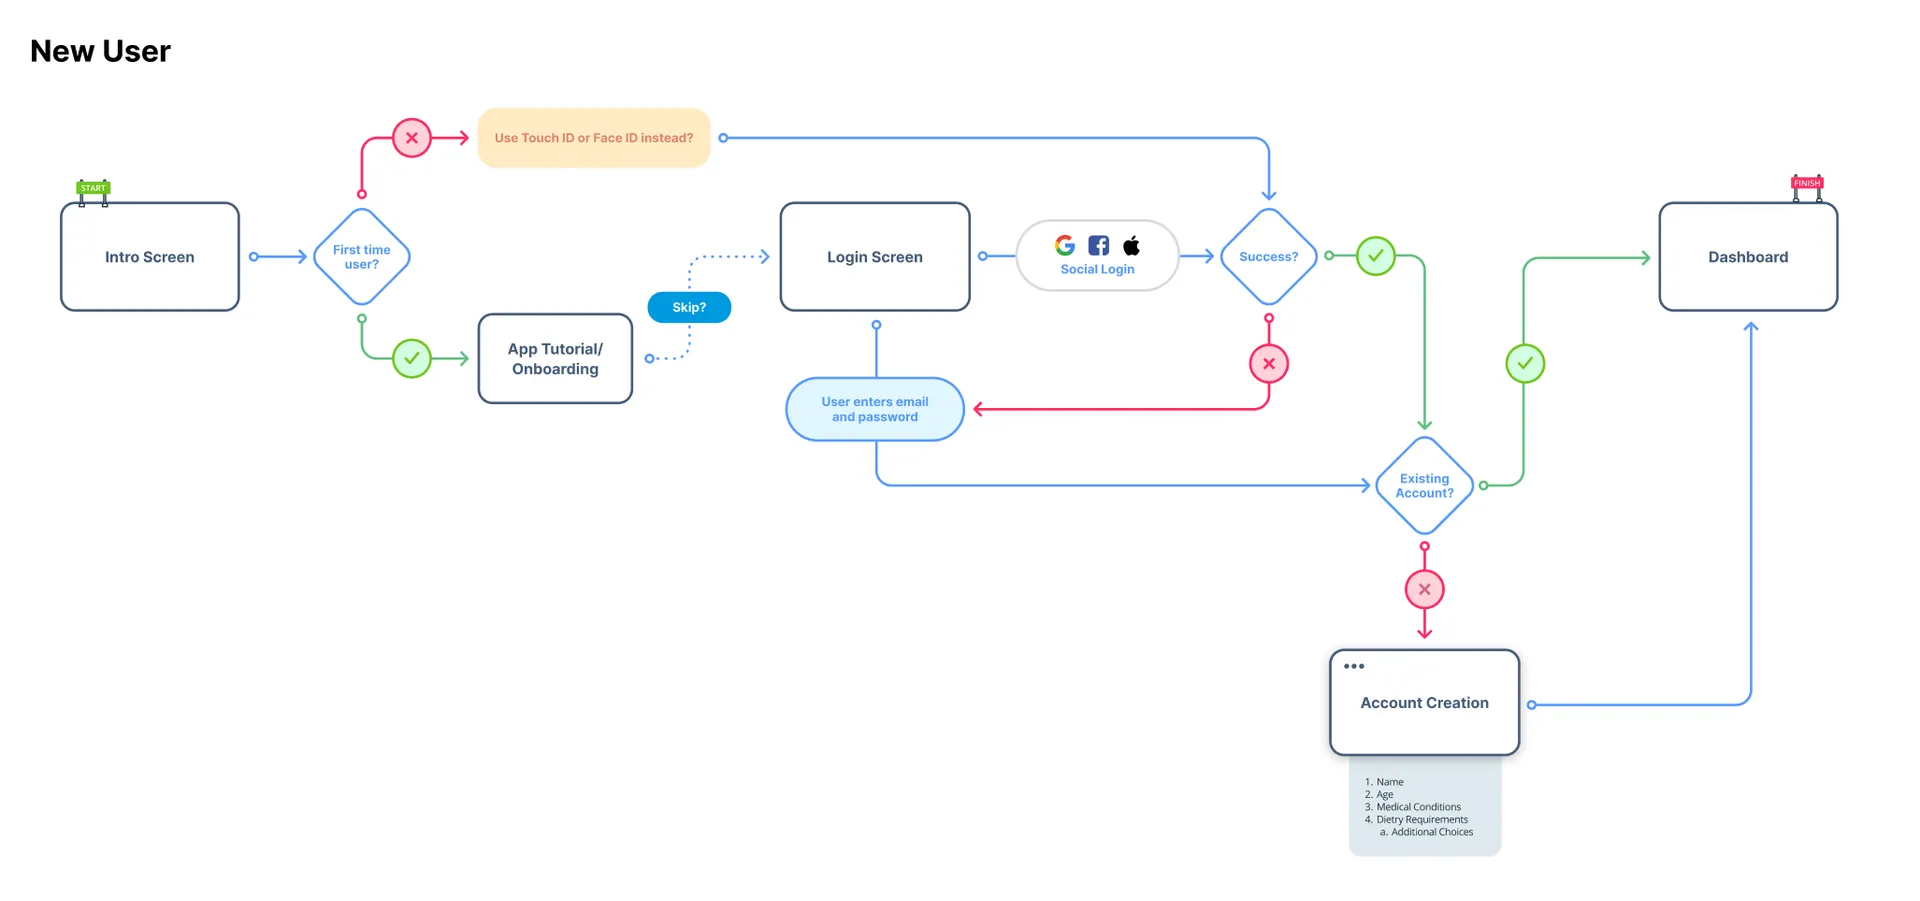 New User
Use Touch ID or Face ID instead?
START
FINISH
Intro Screen
First time
user?
Login Screen
Social Login
Success?
Dashboard
Skip?
App Tutorial/
Onboarding
User enters email
and password
Existing
Account?
Account Creation
1. Name
2. Age
3. Medical Conditions
4. Dietry Requirements
a. Additional Choices